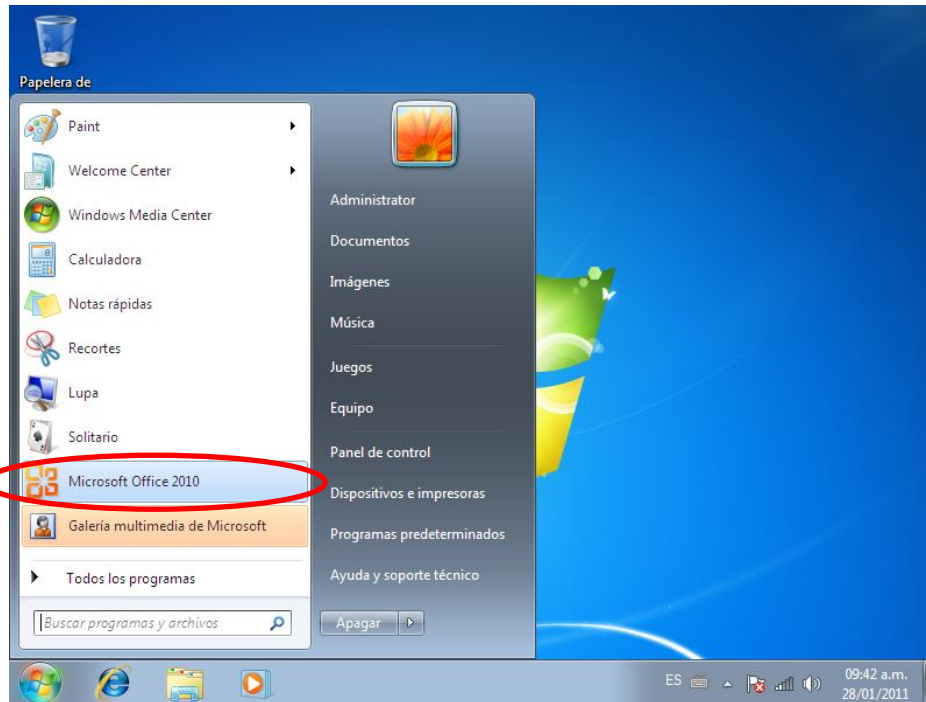 Papelera de
Paint
Welcome Center
Windows Media Center
Calculadora
Notas rápidas
Recortes
Lupa
Solitario
Microsoft Office 2010
Galería multimedia de Microsoft
Todos los programas
Buscar programas y archivos
Administrator
Documentos
Imágenes
Música
Juegos
Equipo
Panel de control
Dispositivos e impresoras
Programas predeterminados
Ayuda y soporte técnico
Apagar
ES
09:42 a.m.
28/01/2011